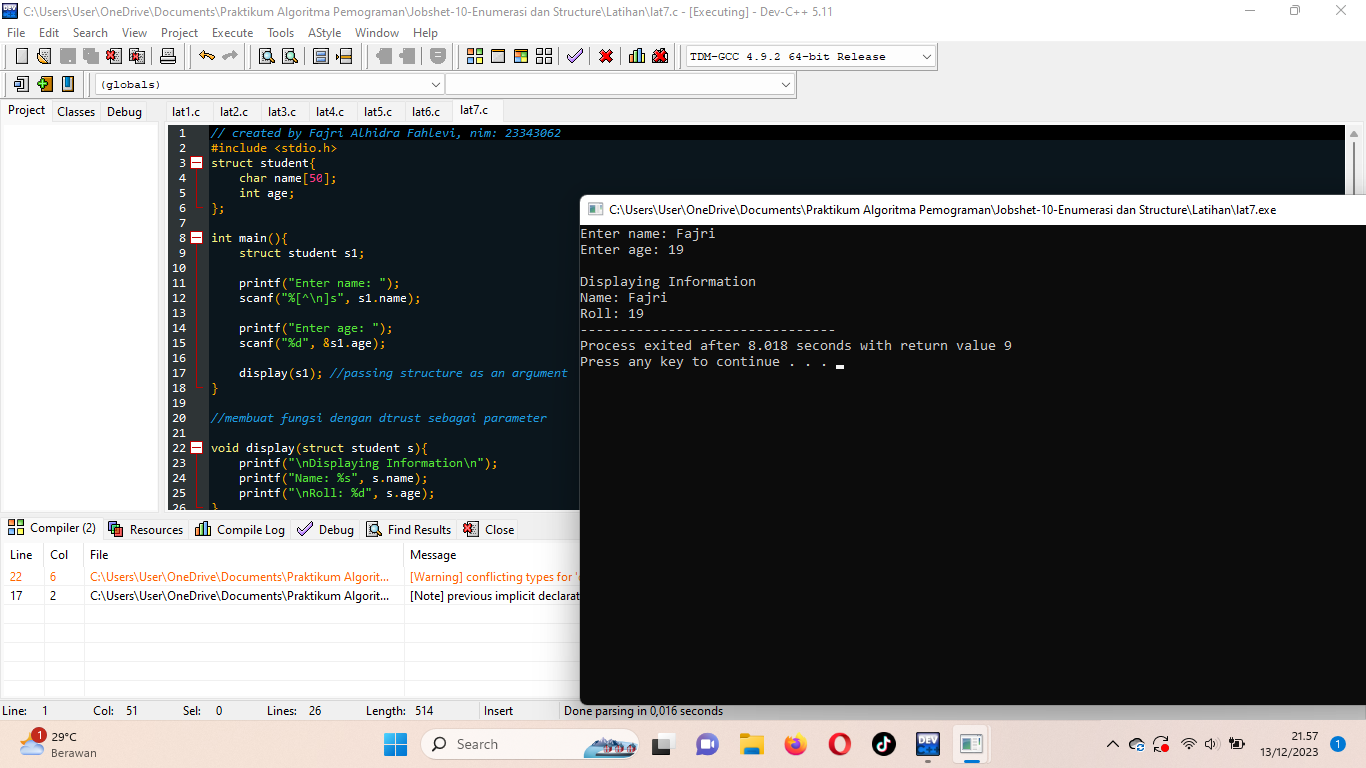 C:\Users\User\OneDrive\Documents\Praktikum Algoritma Pemograman\Jobshet-10-Enumerasi dan Structure\Latihan\lat7.c - [Executing] - Dev-C++ 5.11
File Edit Search View Project Execute Tools AStyle Window Help
TDM-GCC 4.9.2 64-bit Release
(globals)
Project Classes Debug lat1.c lat2.c lat3.c lat4.c lat5.c lat6.c lat7.c
1 // created by Fajri Alhidra Fahlevi, nim: 23343062
2 #include <stdio.h>
3 struct student{
4 char name[50];
5 int age;
6 };
7
8 int main(){
9 struct student s1;
10
11 printf("Enter name: ");
12 scanf("%[^\n]s", s1.name);
13
14 printf("Enter age: ");
15 scanf("%d", &s1.age);
16
17 display(s1); //passing structure as an argument
18 }
19
20 //membuat fungsi dengan dtrust sebagai parameter
21
22 void display(struct student s){
23 printf("\nDisplaying Information\n");
24 printf("Name: %s", s.name);
25 printf("\nRoll: %d", s.age);
26 }
C:\Users\User\OneDrive\Documents\Praktikum Algoritma Pemograman\Jobshet-10-Enumerasi dan Structure\Latihan\lat7.exe
Enter name: Fajri
Enter age: 19
Displaying Information
Name: Fajri
Roll: 19
--------------------------------
Process exited after 8.018 seconds with return value 9
Press any key to continue . . .
Compiler (2) Resources Compile Log Debug Find Results Close
Line Col File Message
22 6 C:\Users\User\OneDrive\Documents\Praktikum Algorit... [Warning] conflicting types for '
17 2 C:\Users\User\OneDrive\Documents\Praktikum Algorit... [Note] previous implicit declarat
Line: 1 Col: 51 Sel: 0 Lines: 26 Length: 514 Insert Done parsing in 0,016 seconds
1
29°C
Berawan
Search
DEV
21.57
13/12/2023
1